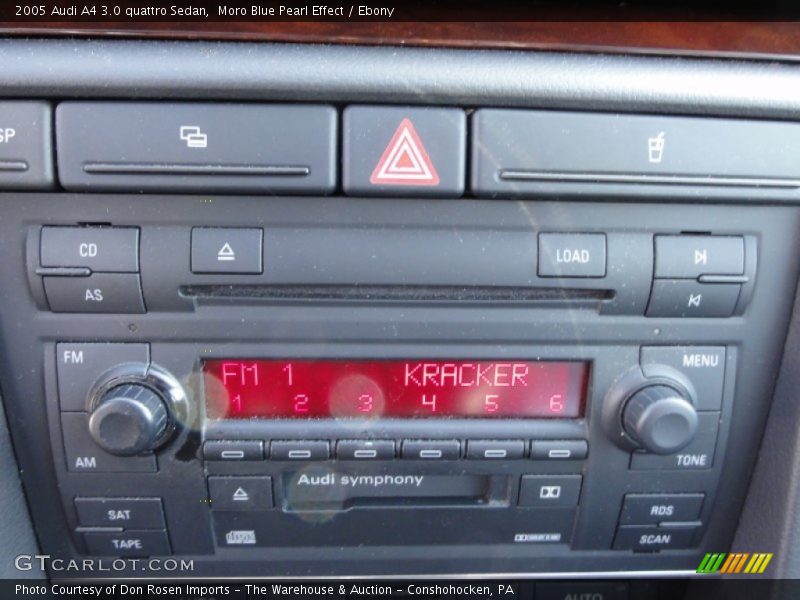 2005 Audi A4 3.0 quattro Sedan,  Moro Blue Pearl Effect / Ebony
SP
CD
LOAD
AS
FM
FM 1 KRACKER
MENU
1 2 3 4 5 6
AM
TONE
Audi symphony
SAT
RDS
TAPE
SCAN
GTCARLOT.COM
AUTO
Photo Courtesy of Don Rosen Imports – The Warehouse & Auction – Conshohocken, PA